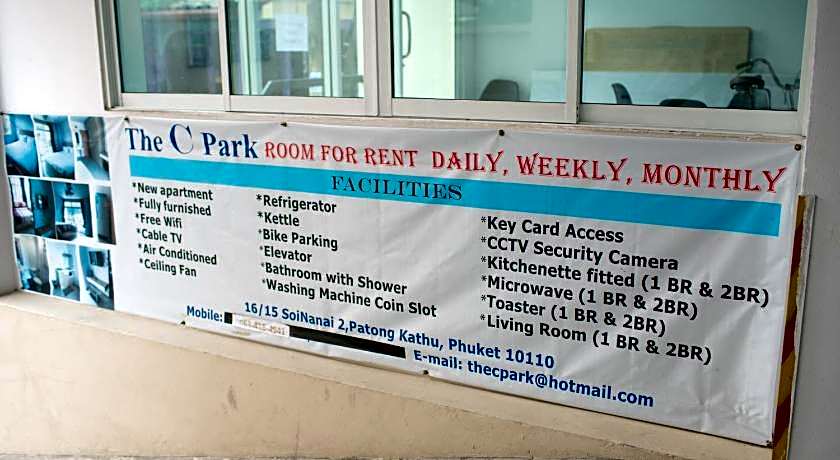 The C Park ROOM FOR RENT DAILY, WEEKLY, MONTHLY
FACILITIES
*New apartment
*Fully furnished
*Free Wifi
*Cable TV
*Air Conditioned
*Ceiling Fan
*Refrigerator
*Kettle
*Bike Parking
*Elevator
*Bathroom with Shower
*Washing Machine Coin Slot
*Key Card Access
*CCTV Security Camera
*Kitchenette fitted (1 BR & 2BR)
*Microwave (1 BR & 2BR)
*Toaster (1 BR & 2BR)
*Living Room (1 BR & 2BR)
16/15 SoiNanai 2,Patong Kathu, Phuket 10110
Mobile:
E-mail: thecpark@hotmail.com